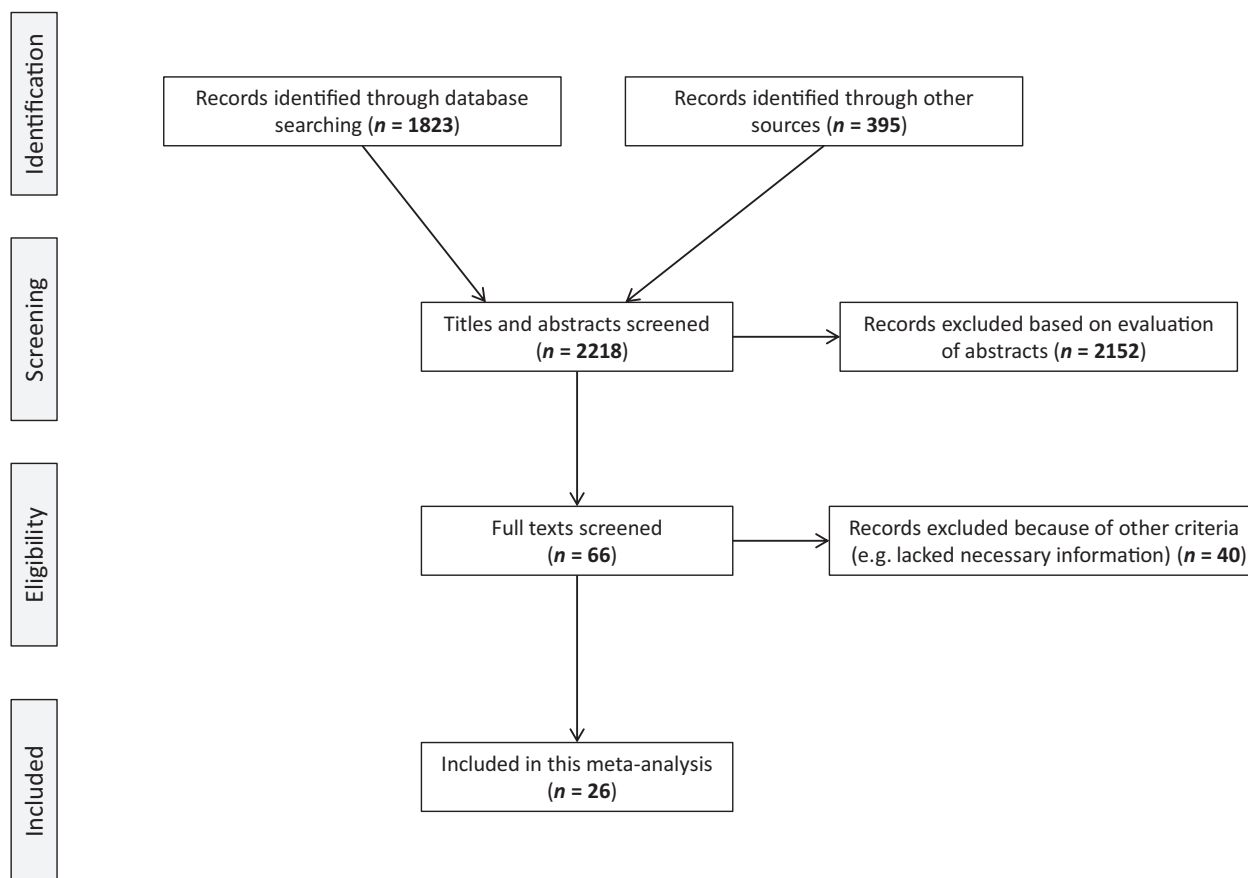 Identification
Records identified through database
searching (n = 1823)
Records identified through other
sources (n = 395)
Screening
Titles and abstracts screened
(n = 2218)
Records excluded based on evaluation
of abstracts (n = 2152)
Eligibility
Full texts screened
(n = 66)
Records excluded because of other criteria
(e.g. lacked necessary information) (n = 40)
Included
Included in this meta-analysis
(n = 26)